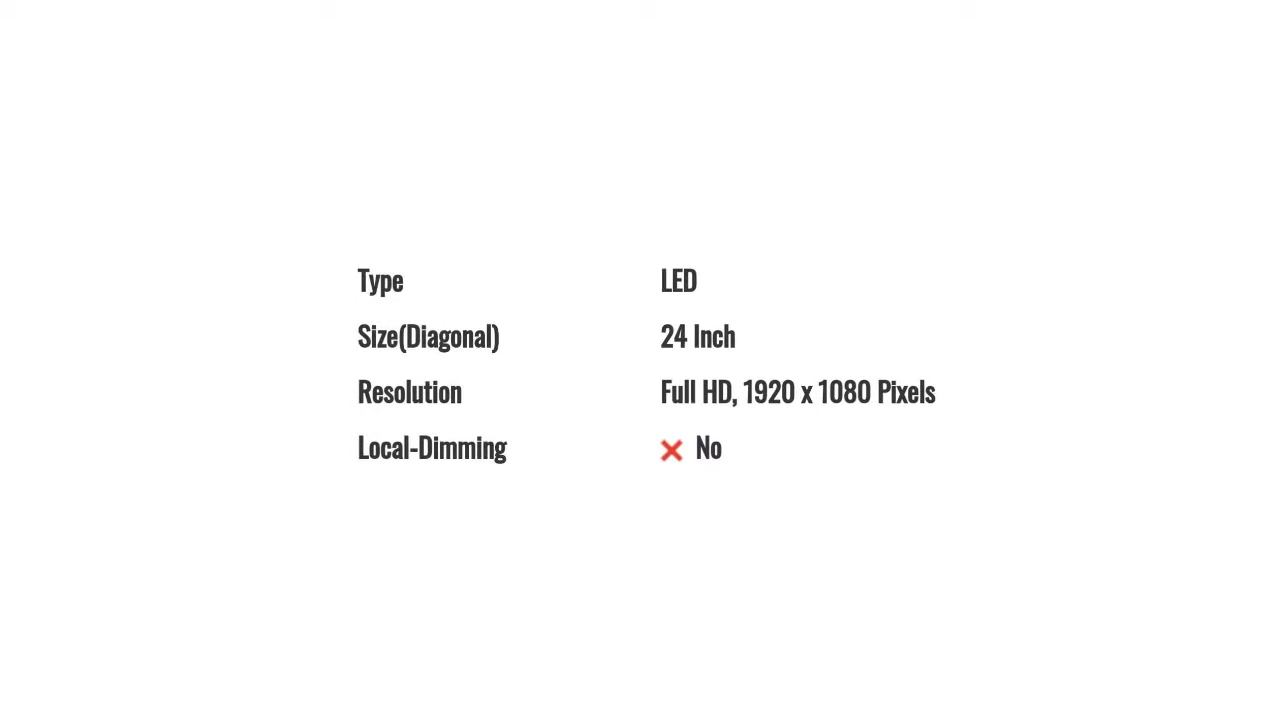 Type LED
Size(Diagonal) 24 Inch
Resolution Full HD, 1920 x 1080 Pixels
Local-Dimming ❌ No